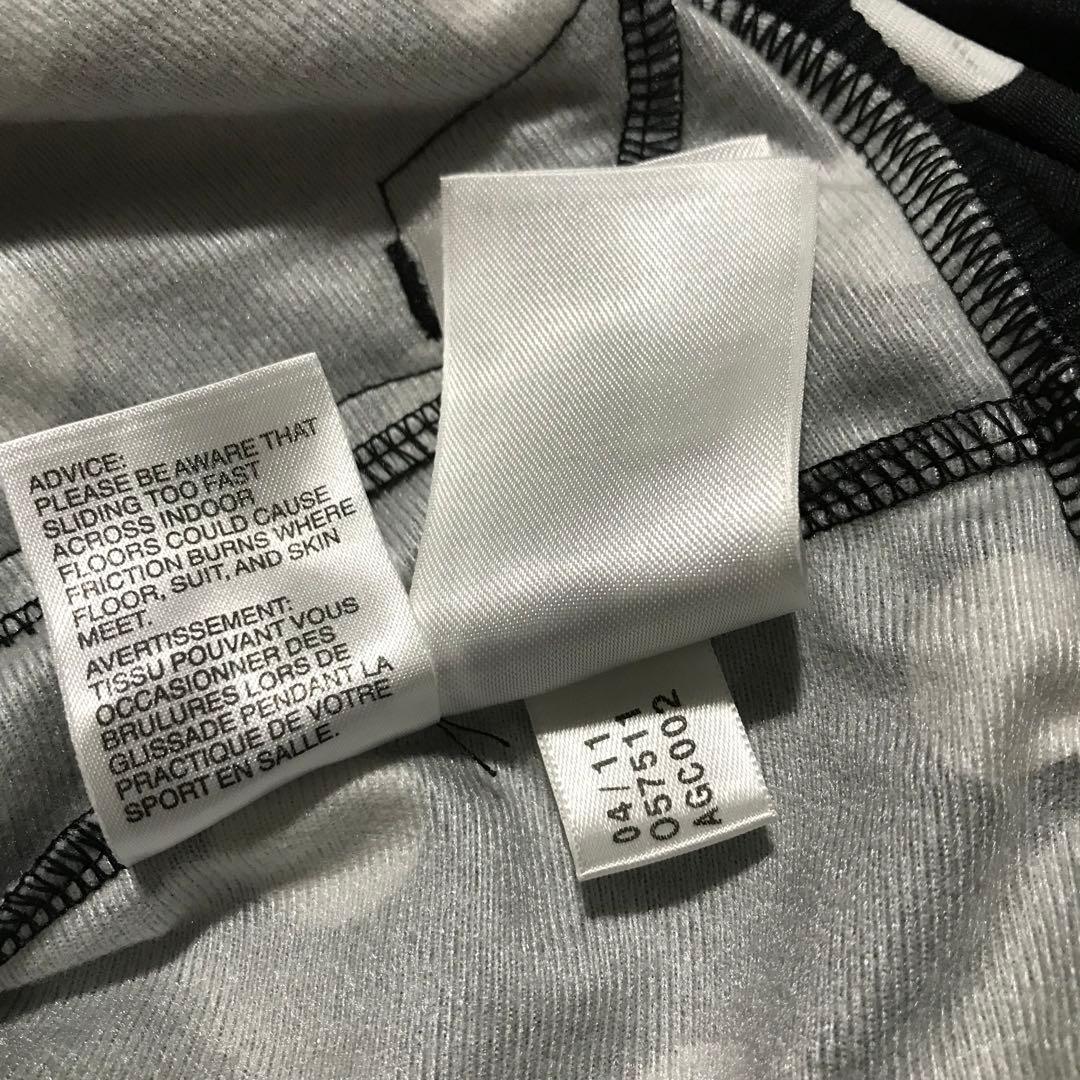 ADVICE:
PLEASE BE AWARE THAT
SLIDING TOO FAST
ACROSS INDOOR
FLOORS COULD CAUSE
FRICTION BURNS WHERE
FLOOR, SUIT, AND SKIN
MEET.
AVERTISSEMENT:
TISSU POUVANT VOUS
OCCASIONNER DES
BRULURES LORS DE
GLISSADE PENDANT LA
PRACTIQUE DE VOTRE
SPORT EN SALLE.
04/11
057511
AGC002